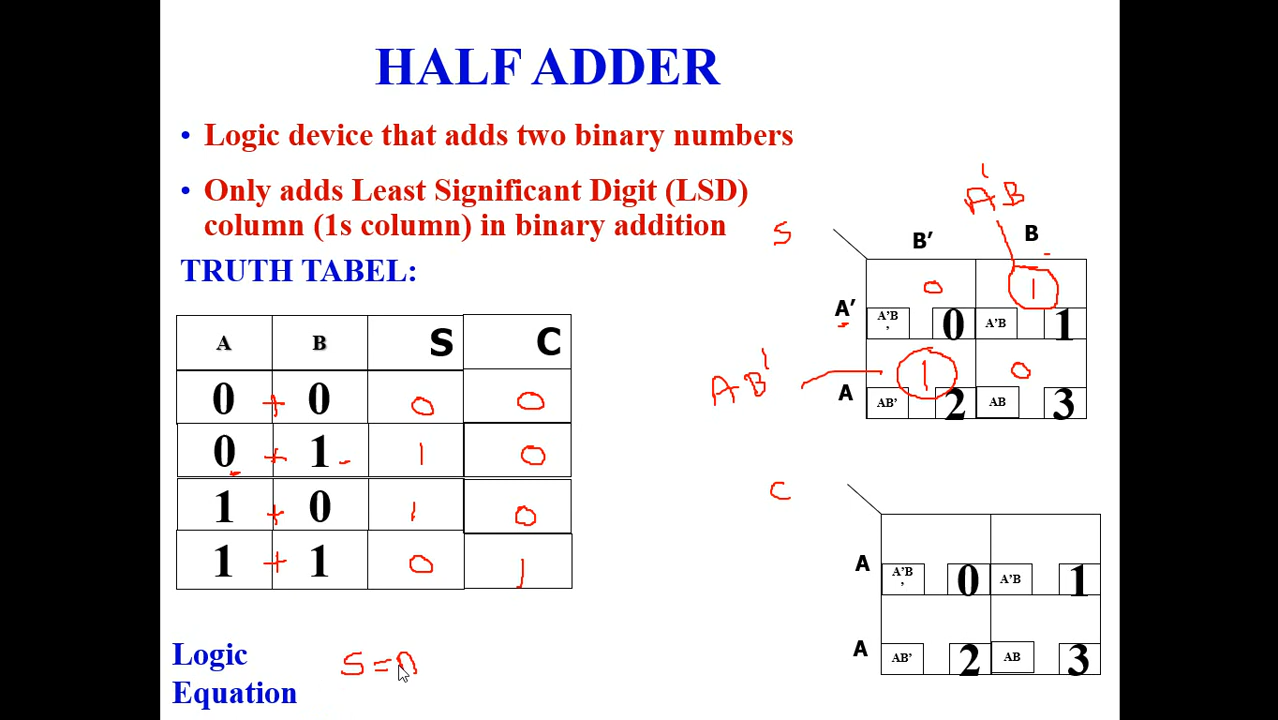 HALF ADDER
• Logic device that adds two binary numbers
• Only adds Least Significant Digit (LSD)
column (1s column) in binary addition
TRUTH TABEL:
A B S C
0 + 0 0 0
0 + 1 1 0
1 + 0 1 0
1 + 1 0 1
Logic
Equation
S =
A'B
S
B' B
0 1
A'
A'B
'
0 A'B 1
AB'
1 0
A
AB' 2 AB 3
C
A
A'B
'
0 A'B 1
A
AB' 2 AB 3